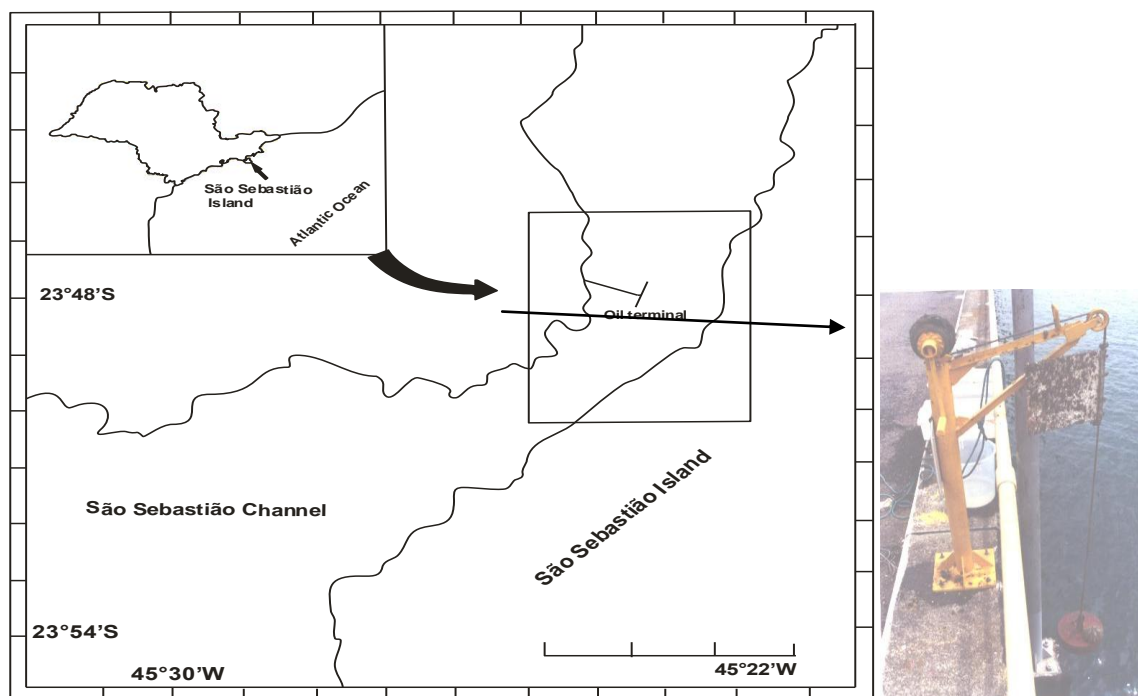 São Sebastião
Island
Atlantic Ocean
23°48'S
Oil terminal
São Sebastião Channel
São Sebastião Island
23°54'S
45°30'W
45°22'W